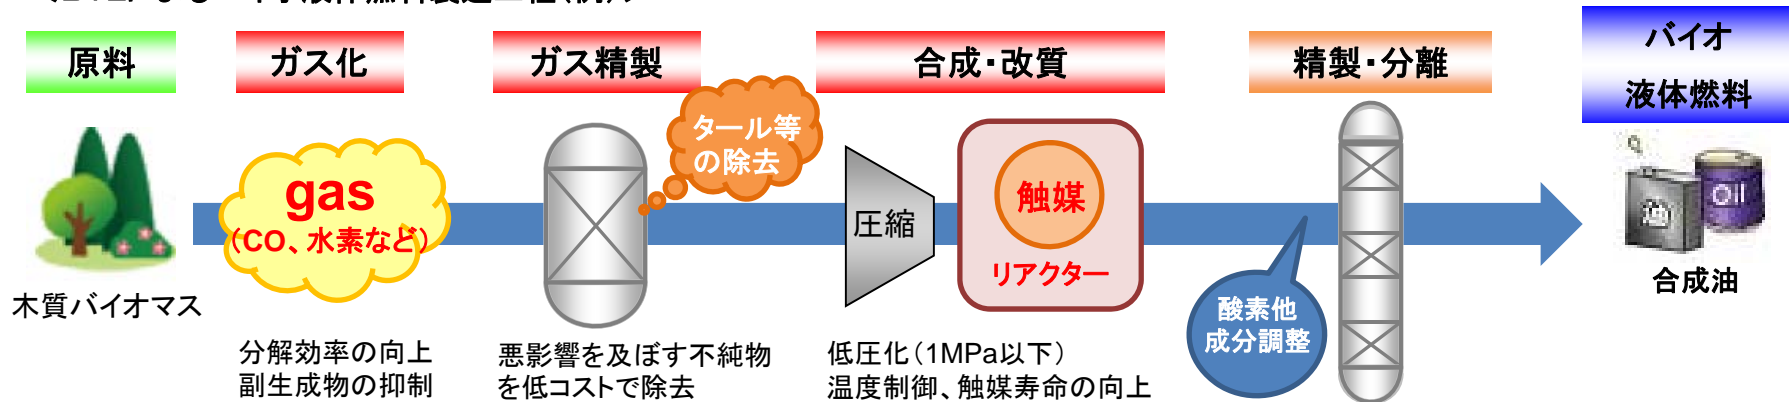 原料
ガス化
ガス精製
合成・改質
精製・分離
バイオ
液体燃料
タール等
の除去
gas
(CO、水素など)
圧縮
触媒
リアクター
酸素他
成分調整
Oil
木質バイオマス
合成油
分解効率の向上
副生成物の抑制
悪影響を及ぼす不純物
を低コストで除去
低圧化(1MPa以下)
温度制御、触媒寿命の向上